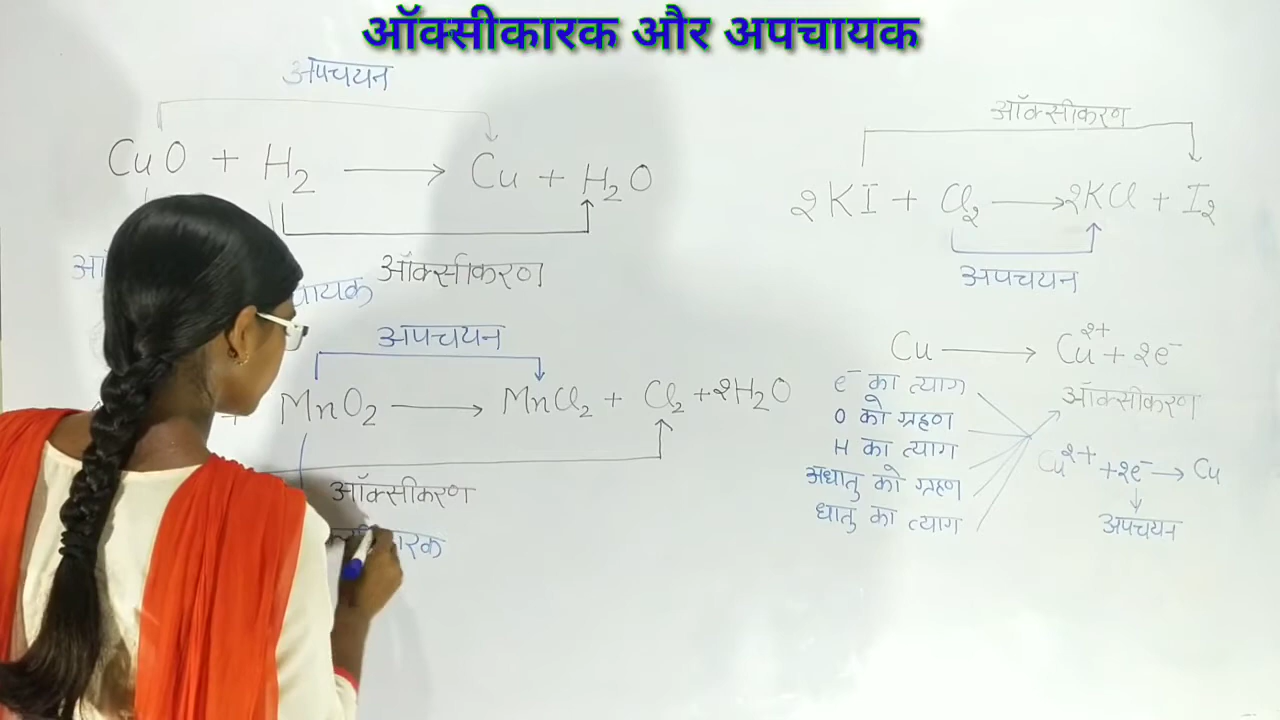 ऑक्सीकारक और अपचायक
अपचयन
CuO + H₂ ⟶ Cu + H₂O
ऑक्सीकरण
अपचयन
+ MnO₂ ⟶ MnCl₂ + Cl₂ + 2H₂O
ऑक्सीकरण
ऑक्सीकरण
2KI + Cl₂ ⟶ 2KCl + I₂
अपचयन
Cu ⟶ Cu²⁺ + 2e⁻
e⁻ का त्याग
ऑक्सीकरण
O को ग्रहण
H का त्याग
Cu²⁺ + 2e⁻ → Cu
अधातु को ग्रहण
धातु का त्याग
अपचयन